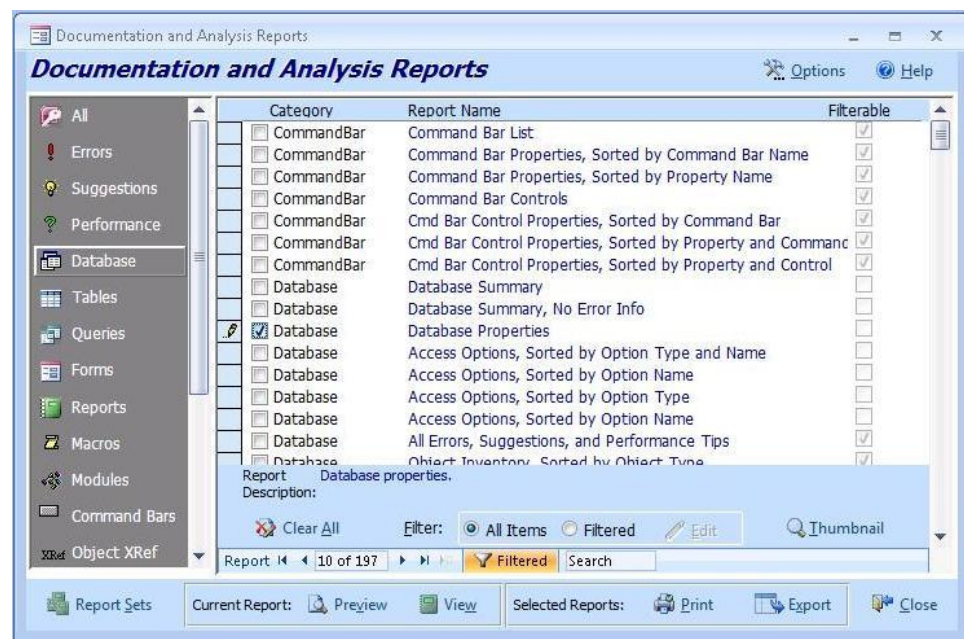 Documentation and Analysis Reports
Documentation and Analysis Reports
Options
Help
All
Errors
Suggestions
Performance
Database
Tables
Queries
Forms
Reports
Macros
Modules
Command Bars
XRef Object XRef
Category Report Name Filterable
CommandBar Command Bar List
CommandBar Command Bar Properties, Sorted by Command Bar Name
CommandBar Command Bar Properties, Sorted by Property Name
CommandBar Command Bar Controls
CommandBar Cmd Bar Control Properties, Sorted by Command Bar
CommandBar Cmd Bar Control Properties, Sorted by Property and Commanc
CommandBar Cmd Bar Control Properties, Sorted by Property and Control
Database Database Summary
Database Database Summary, No Error Info
Database Database Properties
Database Access Options, Sorted by Option Type and Name
Database Access Options, Sorted by Option Name
Database Access Options, Sorted by Option Type
Database Access Options, Sorted by Option Name
Database All Errors, Suggestions, and Performance Tips
Database Object Inventory, Sorted by Object Type
Report Database properties.
Description:
Clear All Filter: All Items Filtered Edit Thumbnail
Report 10 of 197 Filtered Search
Report Sets Current Report: Preview View Selected Reports: Print Export Close